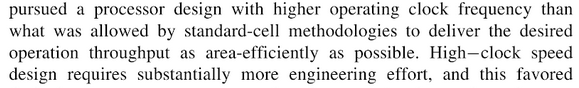 pursued a processor design with higher operating clock frequency than
what was allowed by standard-cell methodologies to deliver the desired
operation throughput as area-efficiently as possible. High−clock speed
design requires substantially more engineering effort, and this favored